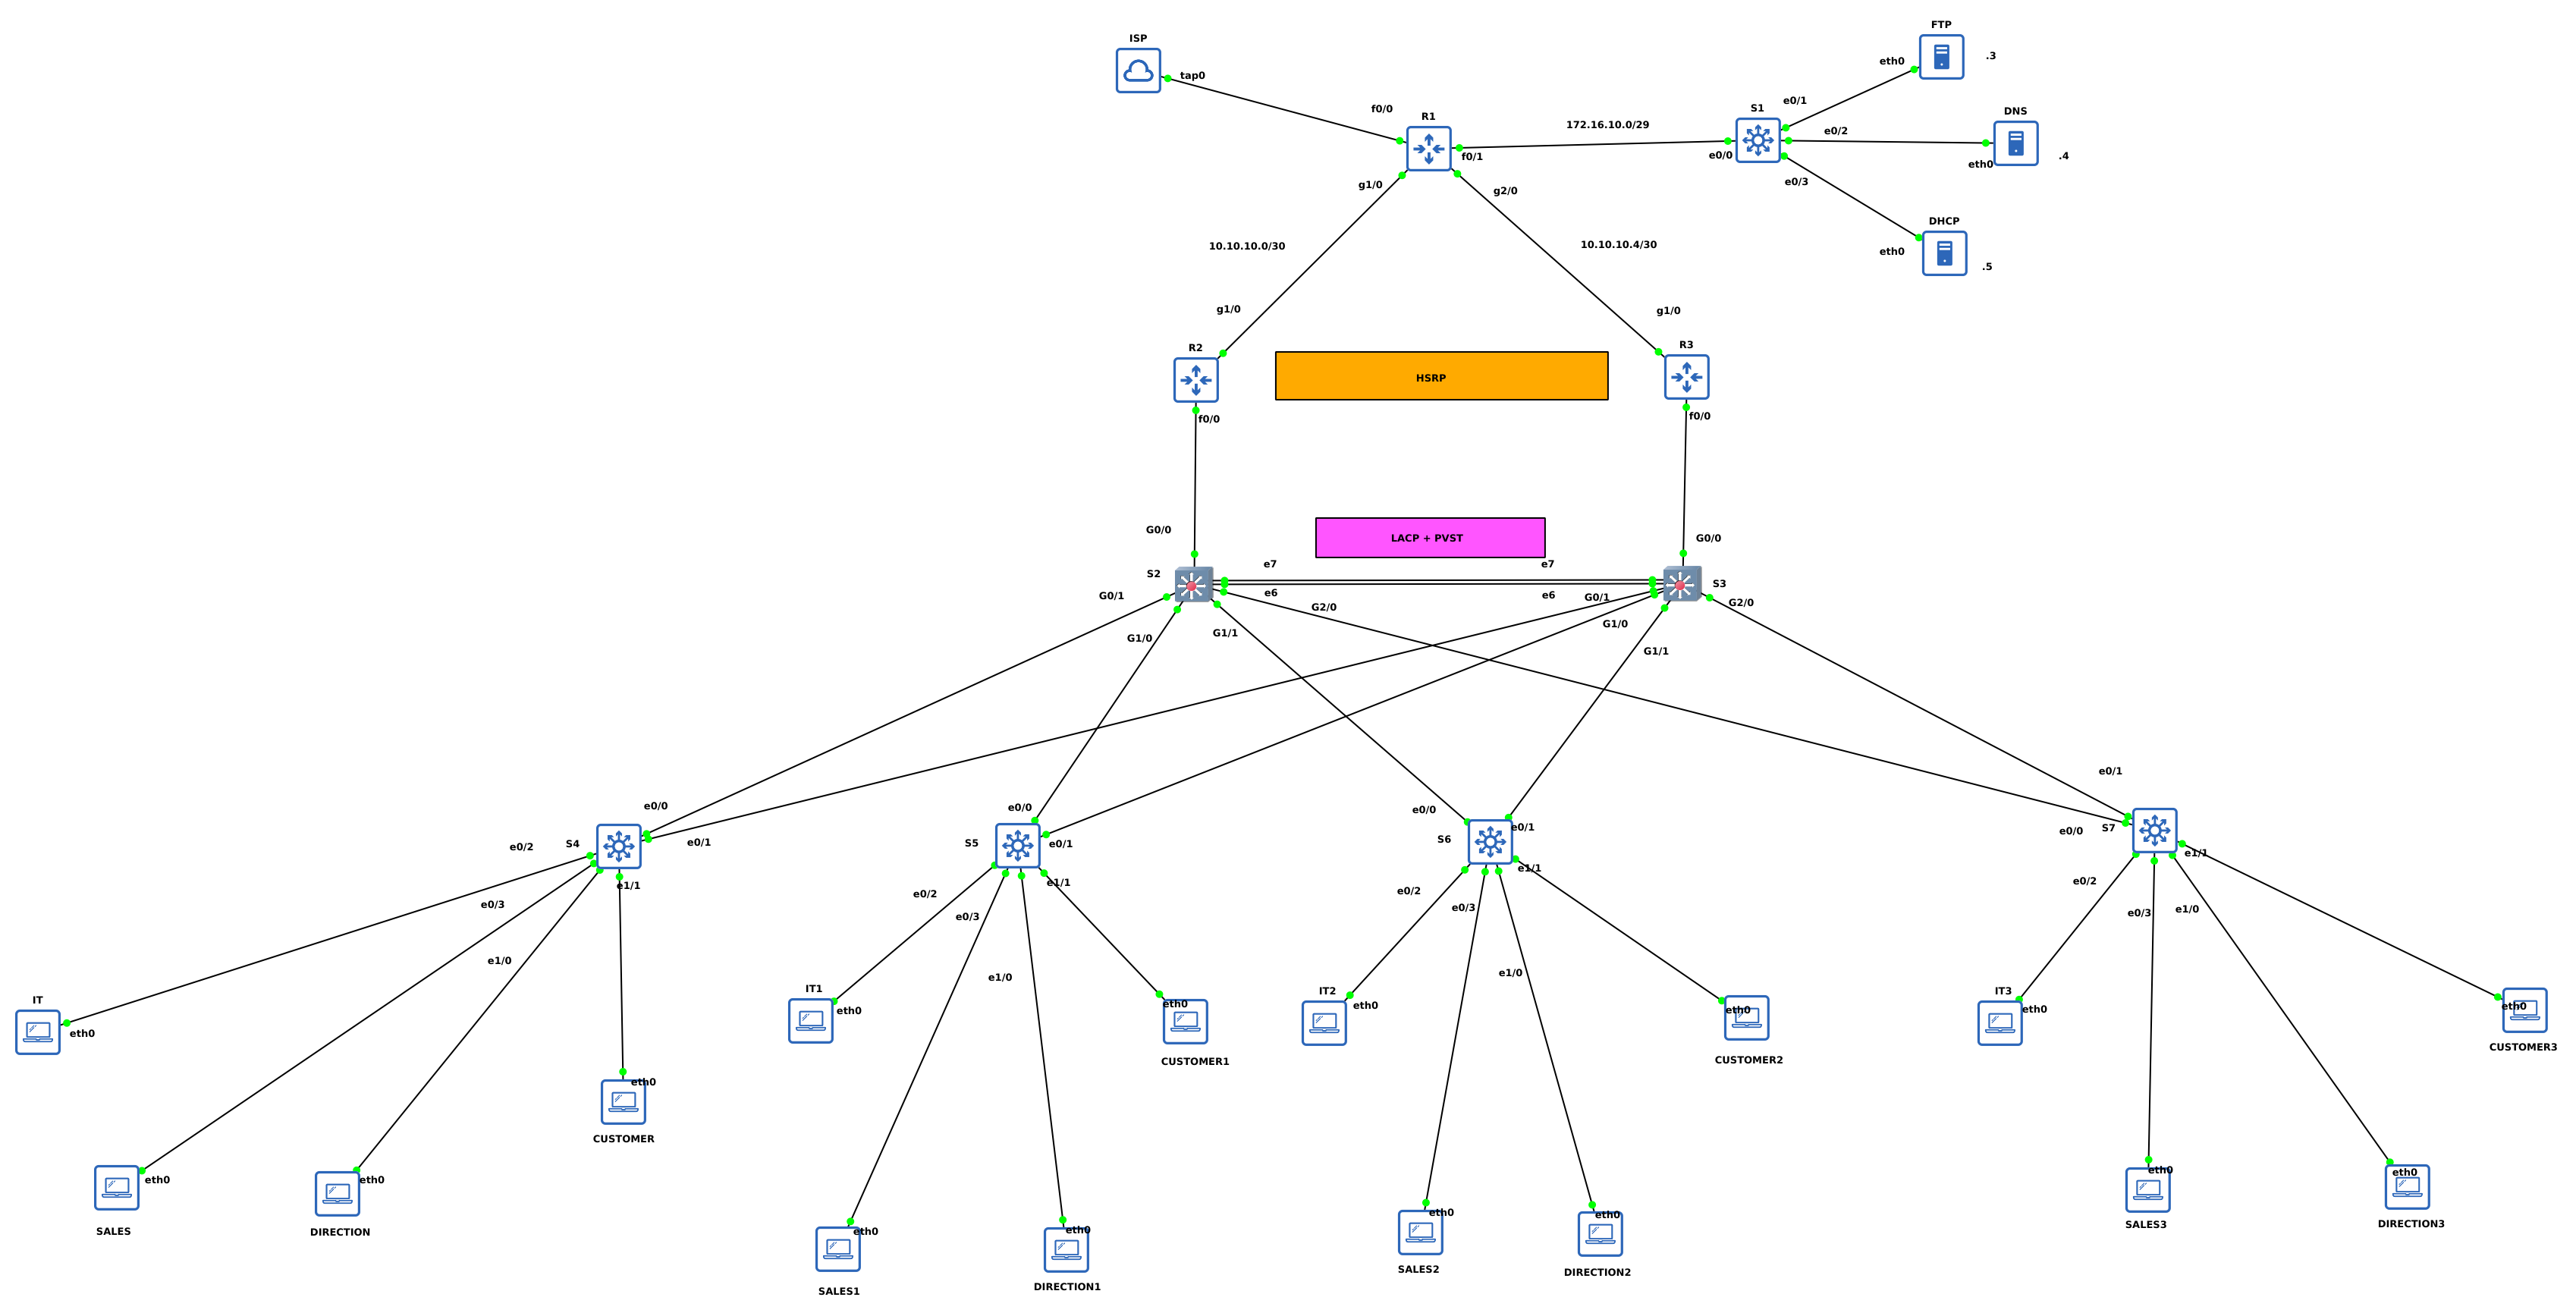 FTP
ISP
.3
eth0
tap0
e0/1
f0/0
S1
DNS
R1
172.16.10.0/29
e0/2
f0/1
e0/0
.4
eth0
g1/0
g2/0
e0/3
DHCP
10.10.10.0/30
10.10.10.4/30
eth0
.5
g1/0
g1/0
R2
R3
HSRP
f0/0
f0/0
G0/0
LACP + PVST
G0/0
S2
e7
e7
S3
G0/1
e6
e6
G0/1
G2/0
G2/0
G1/0
G1/1
G1/0
G1/1
e0/1
e0/0
e0/0
e0/0
e0/2
S4
e0/1
S5
e0/1
S6
e0/1
e0/0
S7
e1/1
e1/1
e1/1
e1/1
e0/3
e0/2
e0/3
e0/2
e0/3
e0/2
e0/3
e1/0
e1/0
e1/0
e1/0
IT
eth0
IT1
eth0
eth0
IT2
eth0
eth0
IT3
eth0
eth0
CUSTOMER1
CUSTOMER2
CUSTOMER3
eth0
CUSTOMER
eth0
eth0
SALES
DIRECTION
eth0
eth0
SALES1
DIRECTION1
eth0
eth0
SALES2
DIRECTION2
eth0
eth0
SALES3
DIRECTION3